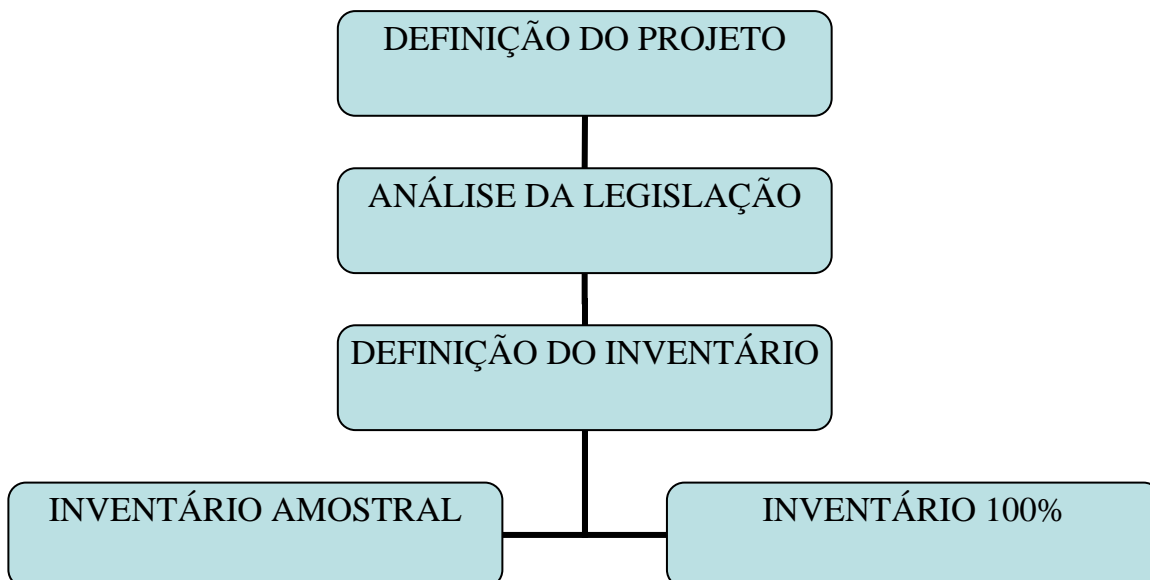 DEFINIÇÃO DO PROJETO
ANÁLISE DA LEGISLAÇÃO
DEFINIÇÃO DO INVENTÁRIO
INVENTÁRIO AMOSTRAL
INVENTÁRIO 100%